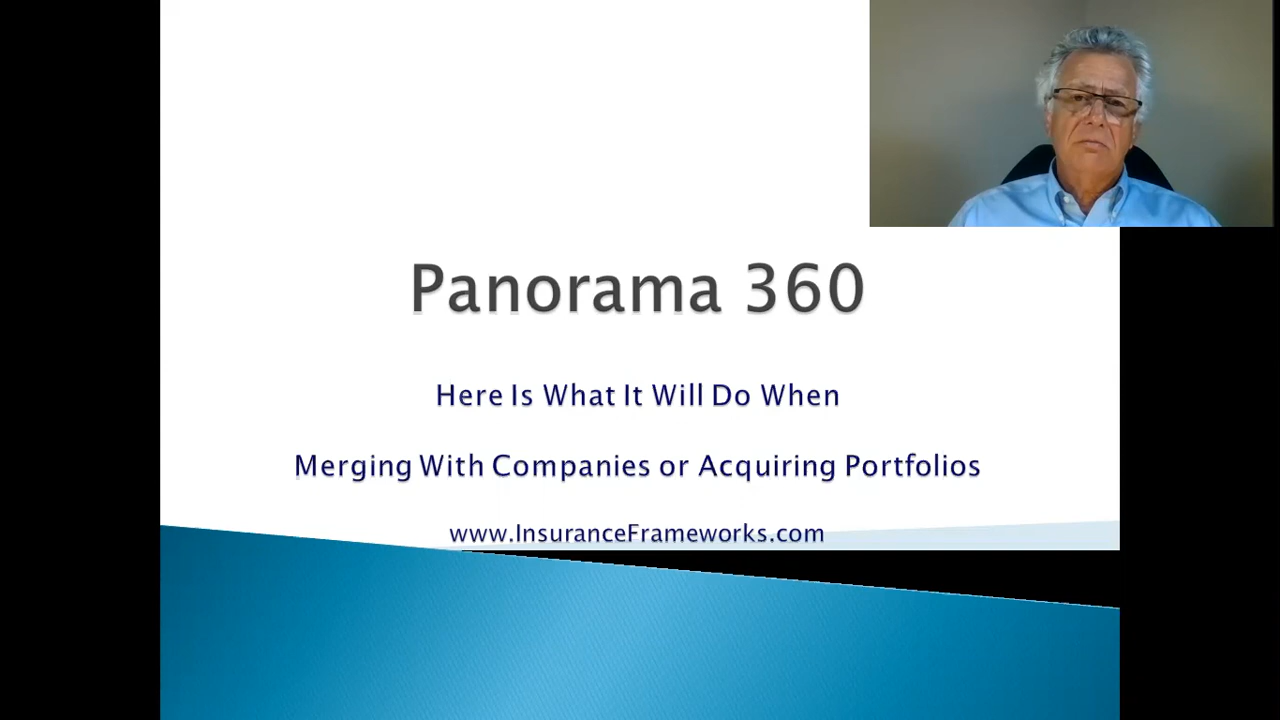 Panorama 360
Here Is What It Will Do When
Merging With Companies or Acquiring Portfolios
www.InsuranceFrameworks.com